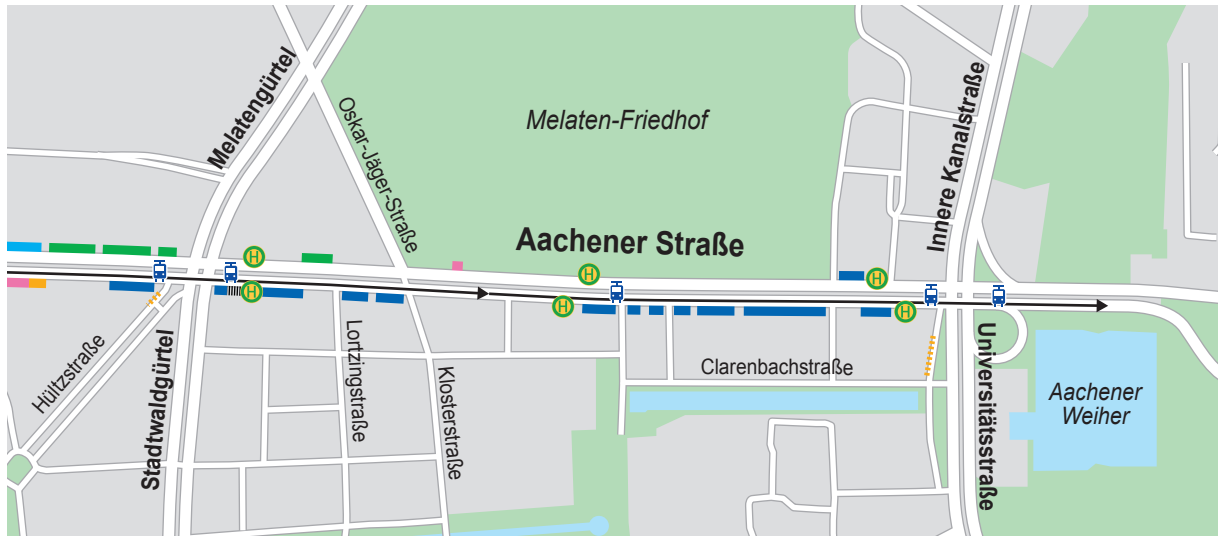 Melatengürtel
Oskar-Jäger-Straße
Melaten-Friedhof
Innere Kanalstraße
Aachener Straße
H
H
H
H
H
H
Hültzstraße
Stadtwaldgürtel
Lortzingstraße
Klosterstraße
Clarenbachstraße
Universitätsstraße
Aachener
Weiher